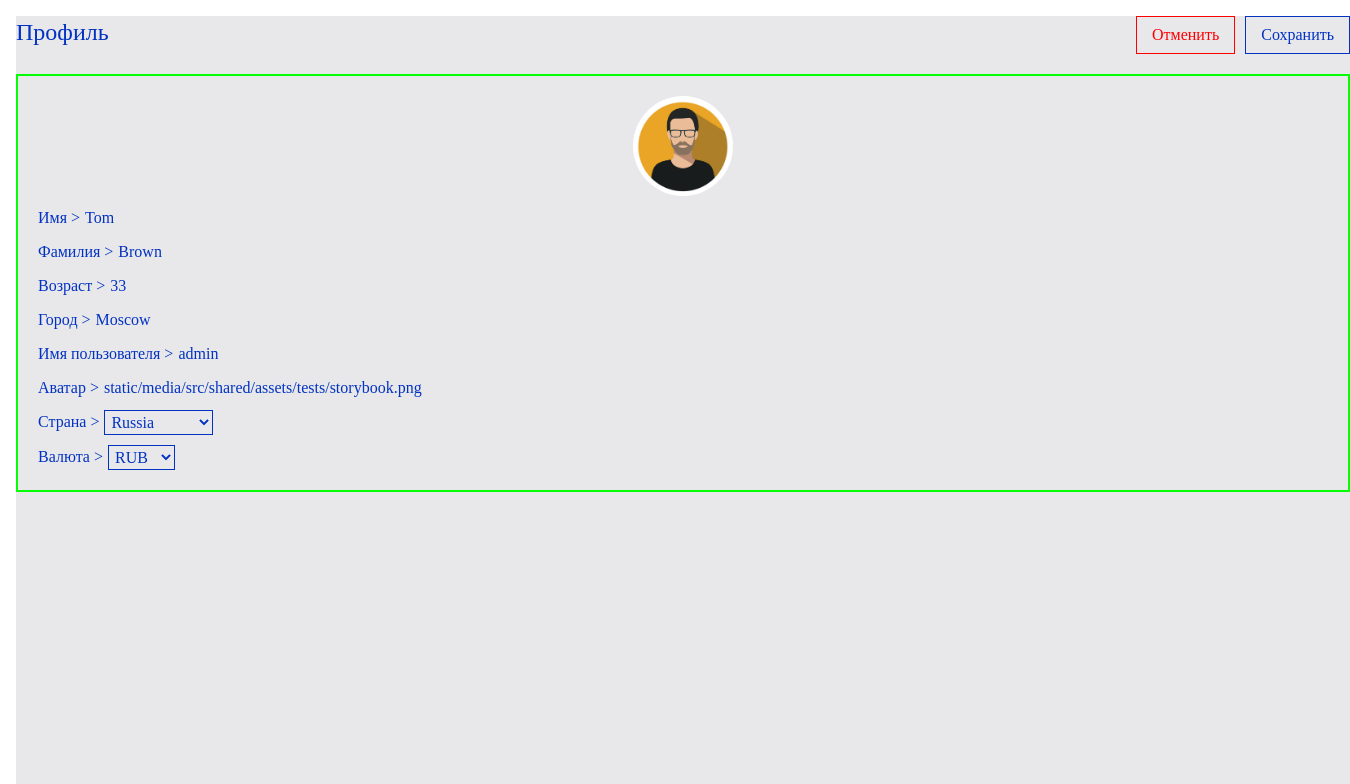 Профиль
Отменить
Сохранить
Имя > Tom
Фамилия > Brown
Возраст > 33
Город > Moscow
Имя пользователя > admin
Аватар > static/media/src/shared/assets/tests/storybook.png
Страна > Russia
Валюта > RUB